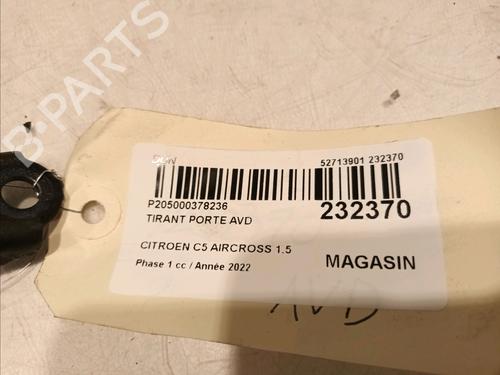 B-PARTS
52713901 232370
P205000378236
TIRANT PORTE AVD
232370
CITROEN C5 AIRCROSS 1.5
Phase 1 cc / Année 2022
MAGASIN
AVD